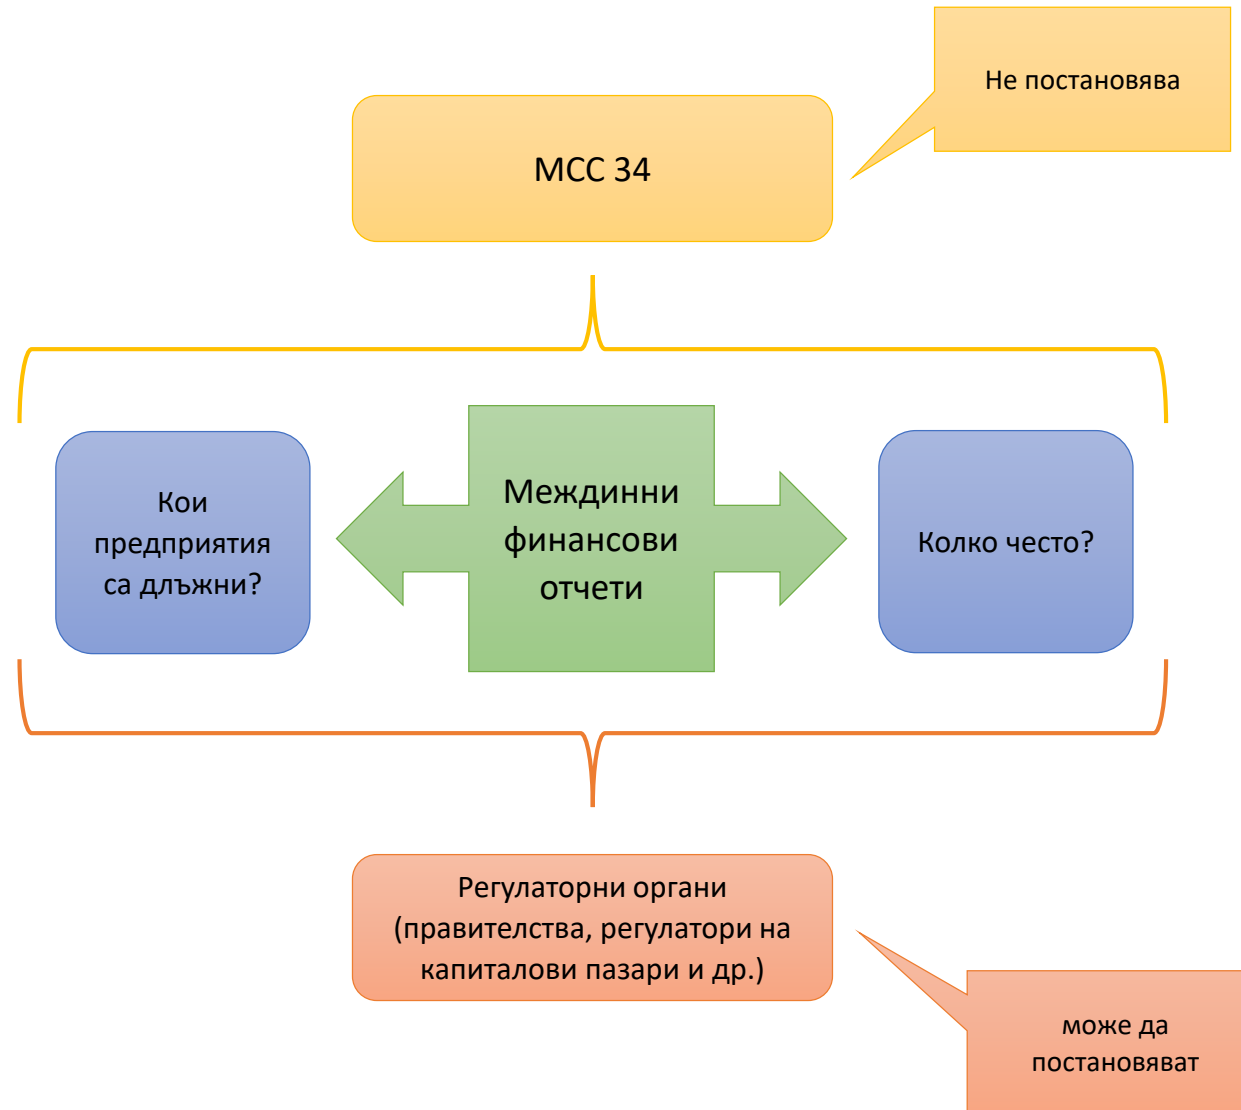 Не постановява
МСС 34
Кои
предприятия
са длъжни?
Междинни
финансови
отчети
Колко често?
Регулаторни органи
(правителства, регулатори на
капиталови пазари и др.)
може да
постановяват